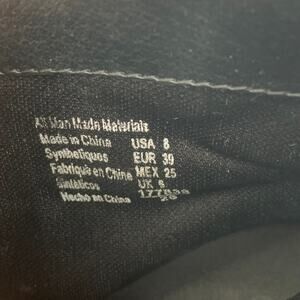 All Man Made Materials
Made in China USA 8
Synthetiques EUR 39
Fabriqué en Chine MEX 25
Sintéticos UK 6
Hecho en China